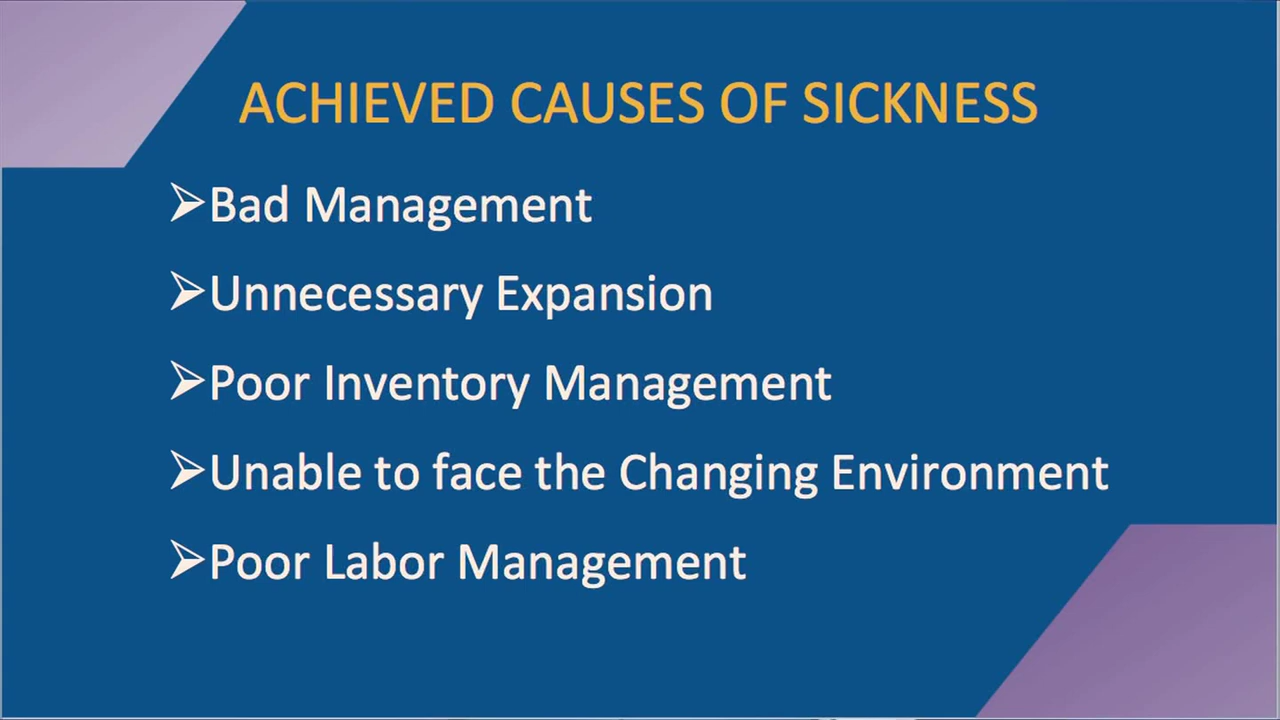 ACHIEVED CAUSES OF SICKNESS
➢Bad Management
➢Unnecessary Expansion
➢Poor Inventory Management
➢Unable to face the Changing Environment
➢Poor Labor Management